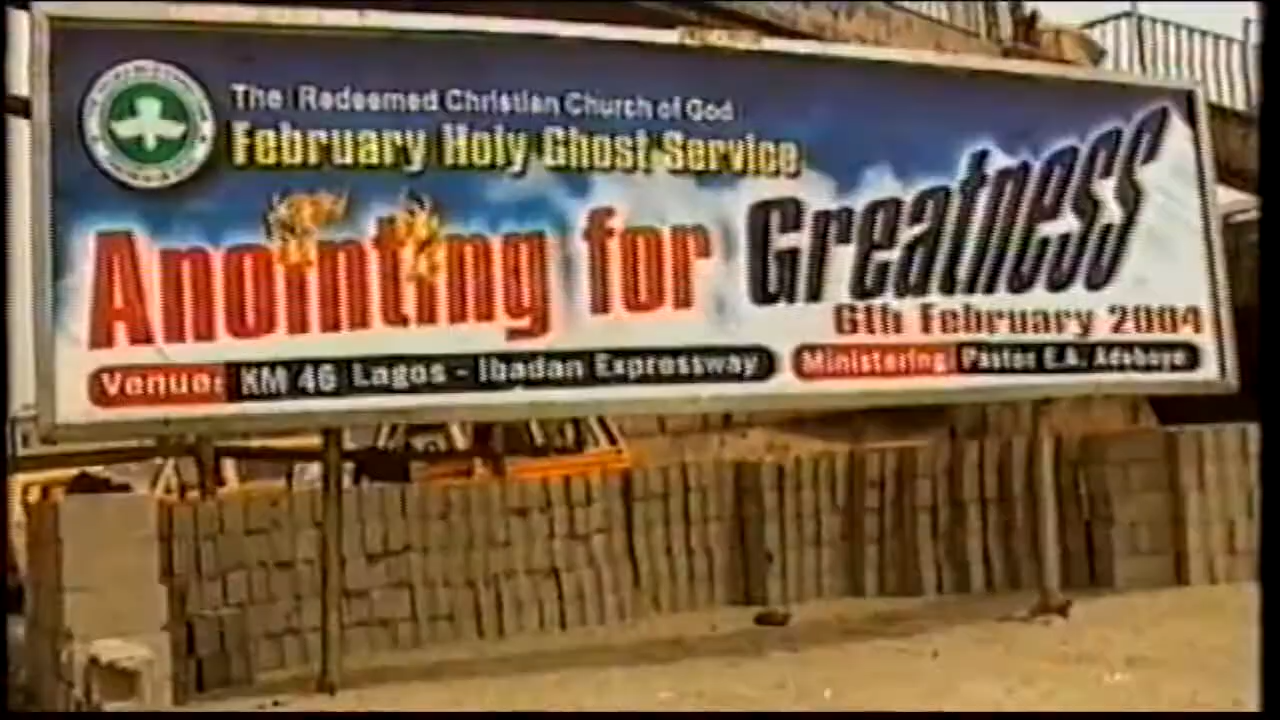 The Redeemed Christian Church of God
February Holy Ghost Service
Anointing for Greatness
6th February 2004
Venue: KM 46 Lagos - Ibadan Expressway
Ministering: Pastor E.A. Adeboye